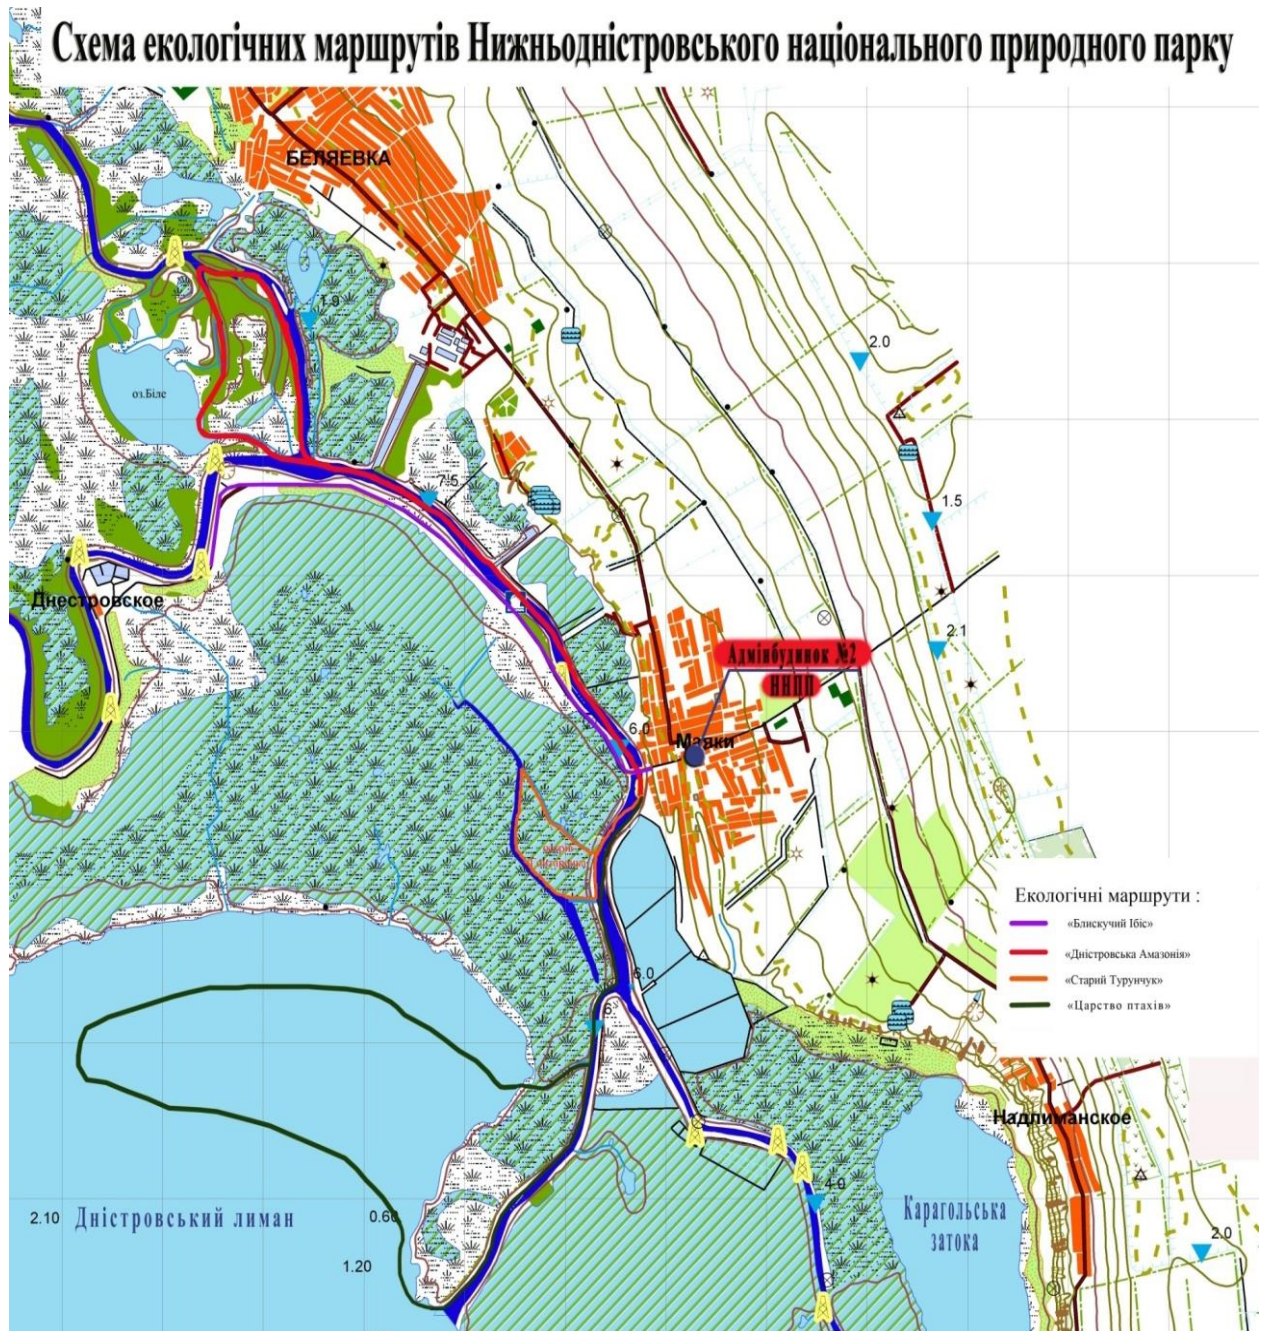 Схема екологічних маршрутів Нижньодністровського національного природного парку
БЕЛЯЕВКА
1.9
2.0
оз.Біле
7.5
1.5
Днестровское
2.1
Адмінбудинок №2
ННПП
6.0
Маяки
острів
Екологічні маршрути :
«Блискучий Ібіс»
«Дністровська Амазонія»
«Старий Турунчук»
«Царство птахів»
6.0
Надлиманское
4.0
2.10
Дністровський лиман
0.60
Карагольська
затока
2.0
1.20